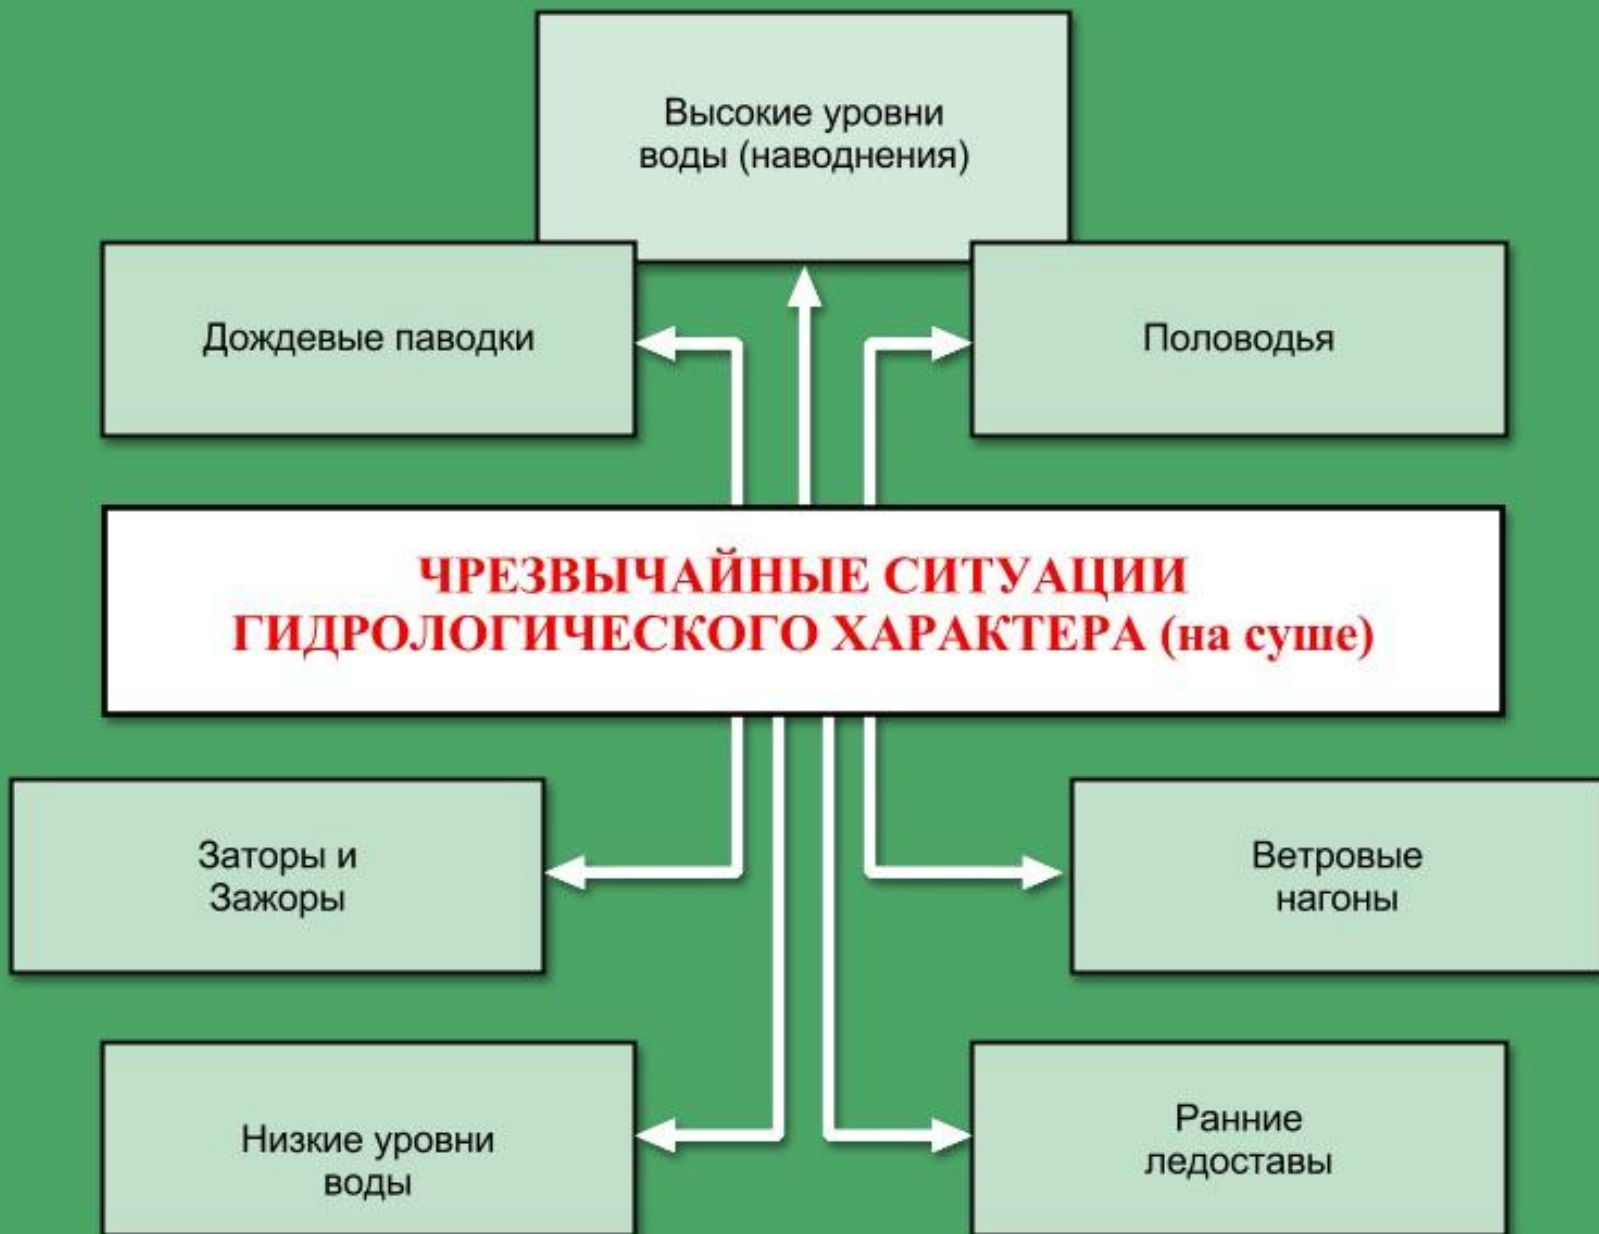 Высокие уровни
воды (наводнения)
Дождевые паводки
Половодья
ЧРЕЗВЫЧАЙНЫЕ СИТУАЦИИ
ГИДРОЛОГИЧЕСКОГО ХАРАКТЕРА (на суше)
Заторы и
Зажоры
Ветровые
нагоны
Низкие уровни
воды
Ранние
ледоставы